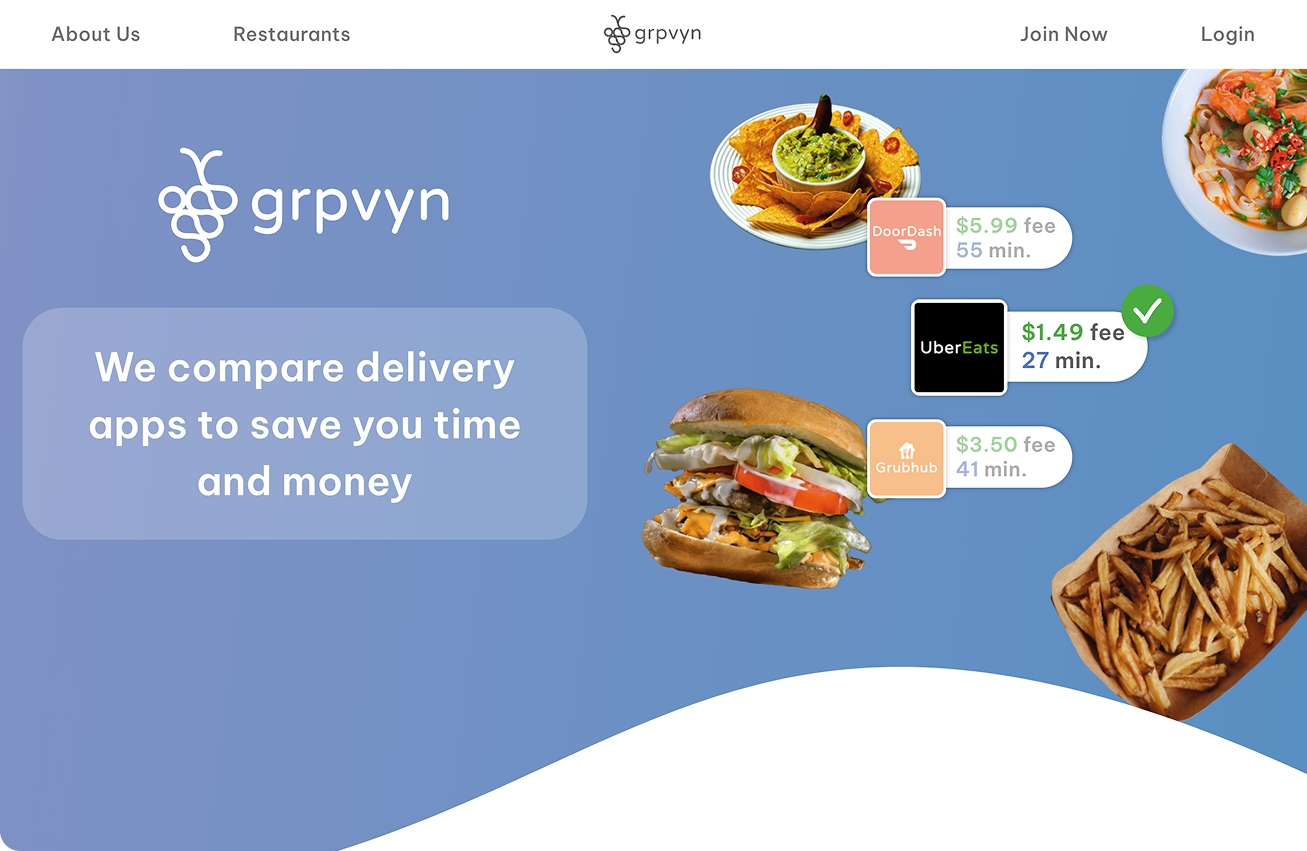 About Us
Restaurants
grpvyn
Join Now
Login
grpvyn
We compare delivery
apps to save you time
and money
DoorDash
$5.99 fee
55 min.
UberEats
$1.49 fee
27 min.
Grubhub
$3.50 fee
41 min.